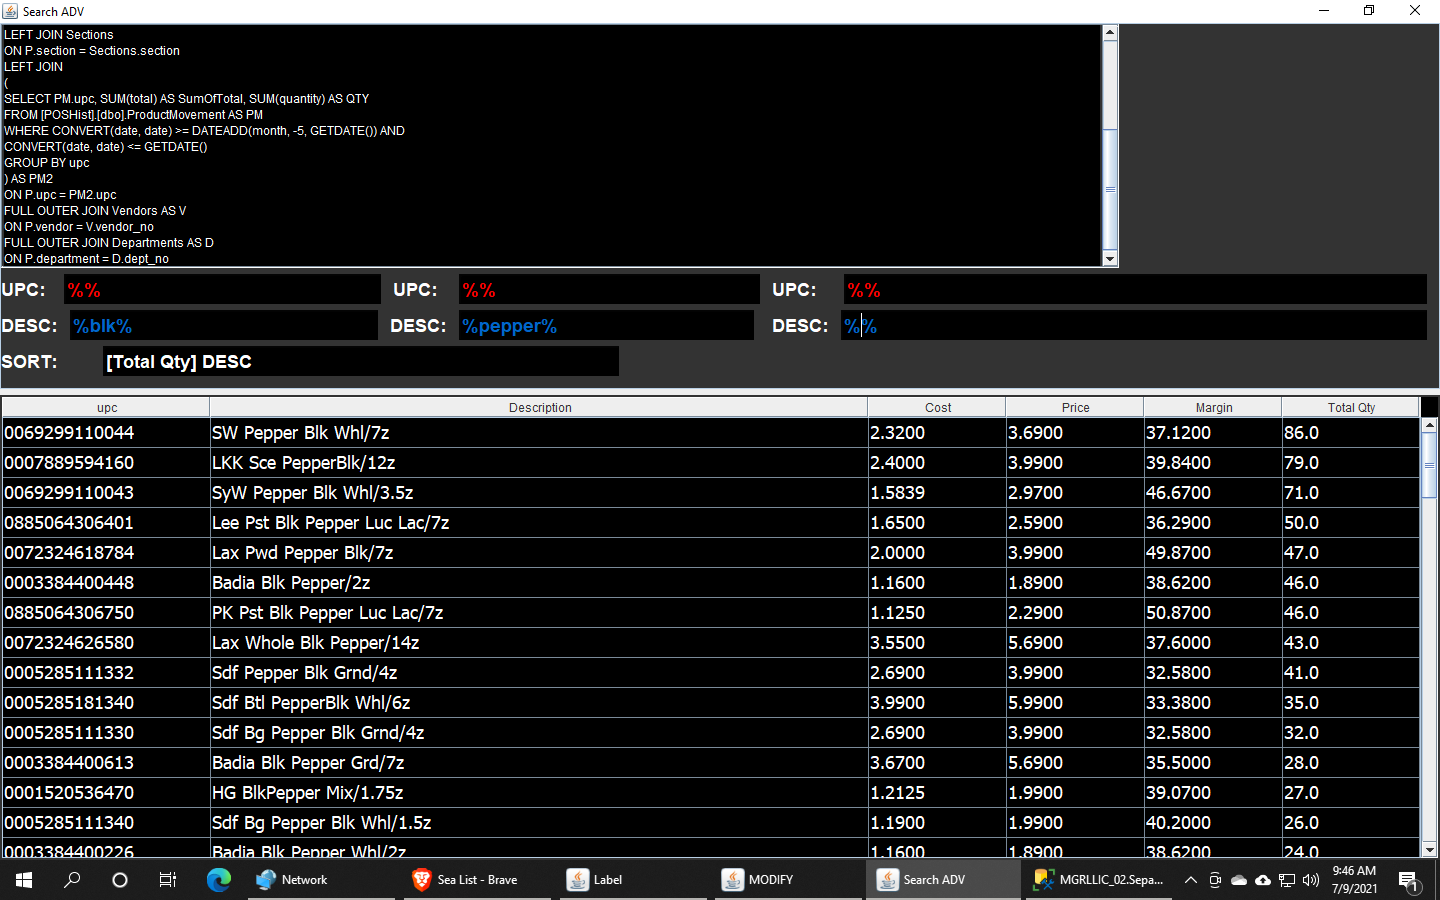 Search ADV
LEFT JOIN Sections
ON P.section = Sections.section
LEFT JOIN
(
SELECT PM.upc, SUM(total) AS SumOfTotal, SUM(quantity) AS QTY
FROM [POSHist].[dbo].ProductMovement AS PM
WHERE CONVERT(date, date) >= DATEADD(month, -5, GETDATE()) AND
CONVERT(date, date) <= GETDATE()
GROUP BY upc
) AS PM2
ON P.upc = PM2.upc
FULL OUTER JOIN Vendors AS V
ON P.vendor = V.vendor_no
FULL OUTER JOIN Departments AS D
ON P.department = D.dept_no
UPC: %% UPC: %% UPC: %%
DESC: %blk% DESC: %pepper% DESC: %%
SORT: [Total Qty] DESC
upc Description Cost Price Margin Total Qty
0069299110044 SW Pepper Blk Whl/7z 2.3200 3.6900 37.1200 86.0
0007889594160 LKK Sce PepperBlk/12z 2.4000 3.9900 39.8400 79.0
0069299110043 SyW Pepper Blk Whl/3.5z 1.5839 2.9700 46.6700 71.0
0885064306401 Lee Pst Blk Pepper Luc Lac/7z 1.6500 2.5900 36.2900 50.0
0072324618784 Lax Pwd Pepper Blk/7z 2.0000 3.9900 49.8700 47.0
0003384400448 Badia Blk Pepper/2z 1.1600 1.8900 38.6200 46.0
0885064306750 PK Pst Blk Pepper Luc Lac/7z 1.1250 2.2900 50.8700 46.0
0072324626580 Lax Whole Blk Pepper/14z 3.5500 5.6900 37.6000 43.0
0005285111332 Sdf Pepper Blk Grnd/4z 2.6900 3.9900 32.5800 41.0
0005285181340 Sdf Btl PepperBlk Whl/6z 3.9900 5.9900 33.3800 35.0
0005285111330 Sdf Bg Pepper Blk Grnd/4z 2.6900 3.9900 32.5800 32.0
0003384400613 Badia Blk Pepper Grd/7z 3.6700 5.6900 35.5000 28.0
0001520536470 HG BlkPepper Mix/1.75z 1.2125 1.9900 39.0700 27.0
0005285111340 Sdf Bg Pepper Blk Whl/1.5z 1.1900 1.9900 40.2000 26.0
0003384400226 Badia Blk Pepper Whl/2z 1.1600 1.8900 38.6200 24.0
Network Sea List - Brave Label MODIFY Search ADV MGRLLIC_02.Sepa... 9:46 AM
7/9/2021 1